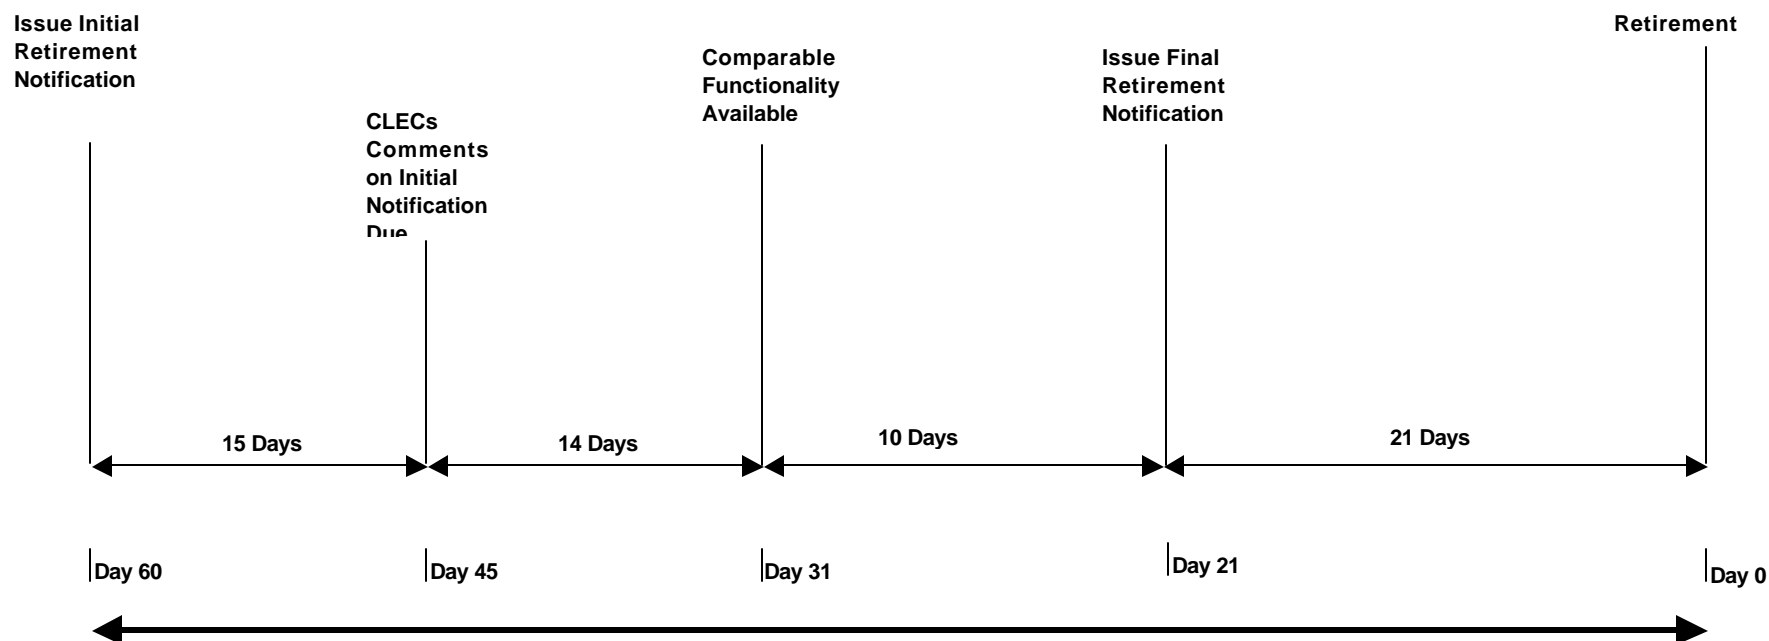 Issue Initial
Retirement
Notification
CLECs
Comments
on Initial
Notification
Due
Comparable
Functionality
Available
Issue Final
Retirement
Notification
Retirement
15 Days
14 Days
10 Days
21 Days
Day 60
Day 45
Day 31
Day 21
Day 0